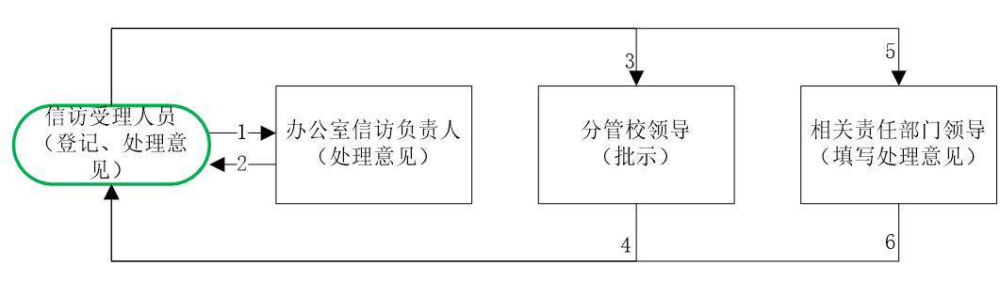 3
5
信访受理人员
（登记、处理意
见）
1
2
办公室信访负责人
（处理意见）
分管校领导
（批示）
相关责任部门领导
（填写处理意见）
4
6